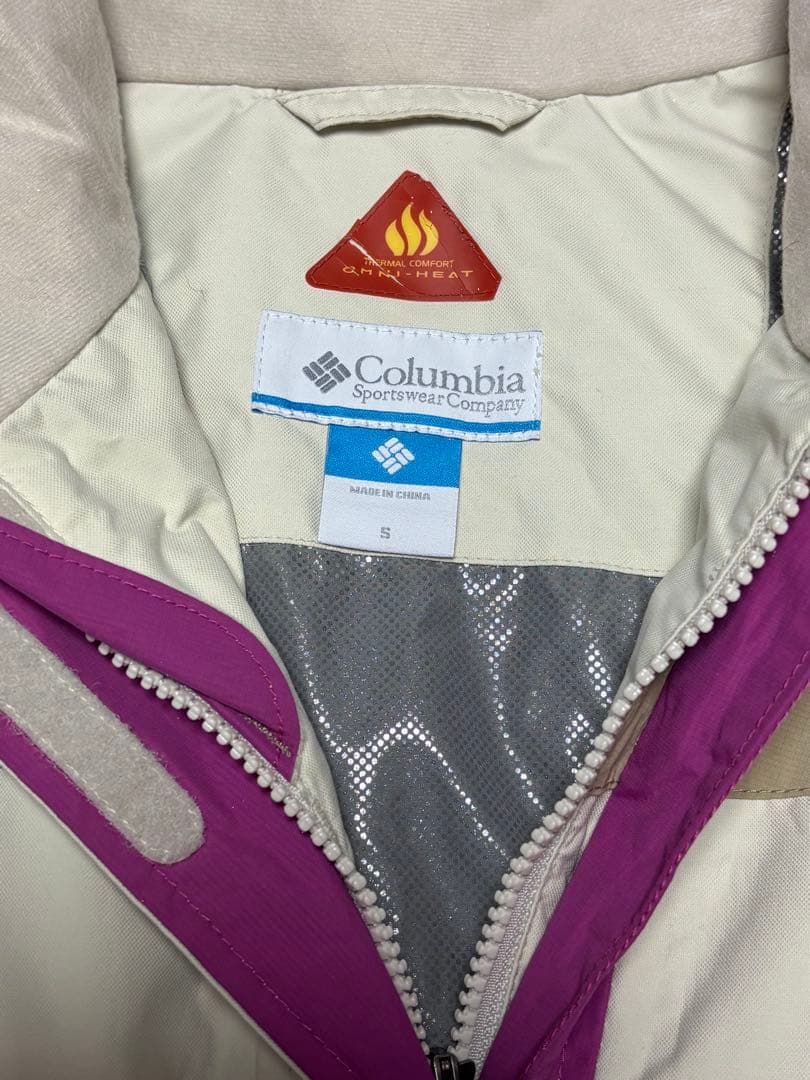 THERMAL COMFORT
OMNI-HEAT
Columbia
Sportswear Company
MADE IN CHINA
S